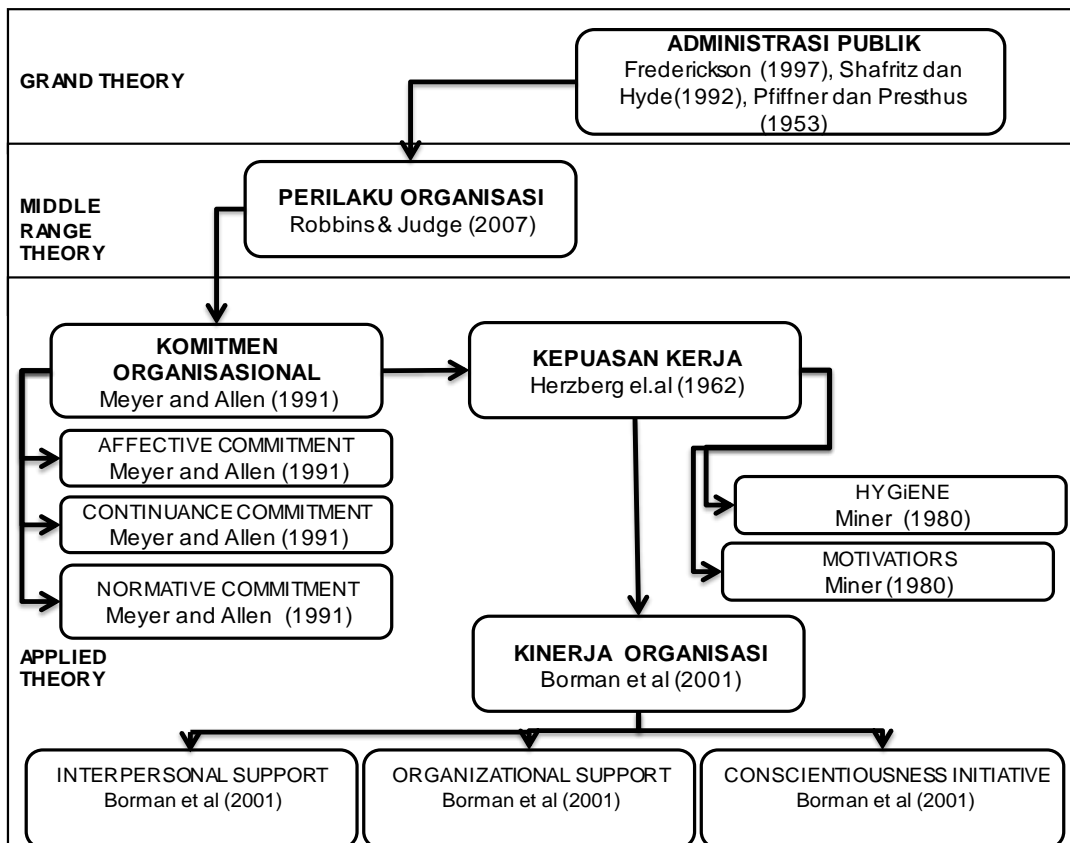 GRAND THEORY
ADMINISTRASI PUBLIK
Frederickson (1997), Shafritz dan
Hyde(1992), Pfiffner dan Presthus
(1953)
MIDDLE
RANGE
THEORY
PERILAKU ORGANISASI
Robbins & Judge (2007)
KOMITMEN
ORGANISASIONAL
Meyer and Allen (1991)
KEPUASAN KERJA
Herzberg el.al (1962)
AFFECTIVE COMMITMENT
Meyer and Allen (1991)
CONTINUANCE COMMITMENT
Meyer and Allen (1991)
NORMATIVE COMMITMENT
Meyer and Allen (1991)
HYGiENE
Miner (1980)
MOTIVATIORS
Miner (1980)
APPLIED
THEORY
KINERJA ORGANISASI
Borman et al (2001)
INTERPERSONAL SUPPORT
Borman et al (2001)
ORGANIZATIONAL SUPPORT
Borman et al (2001)
CONSCIENTIOUSNESS INITIATIVE
Borman et al (2001)